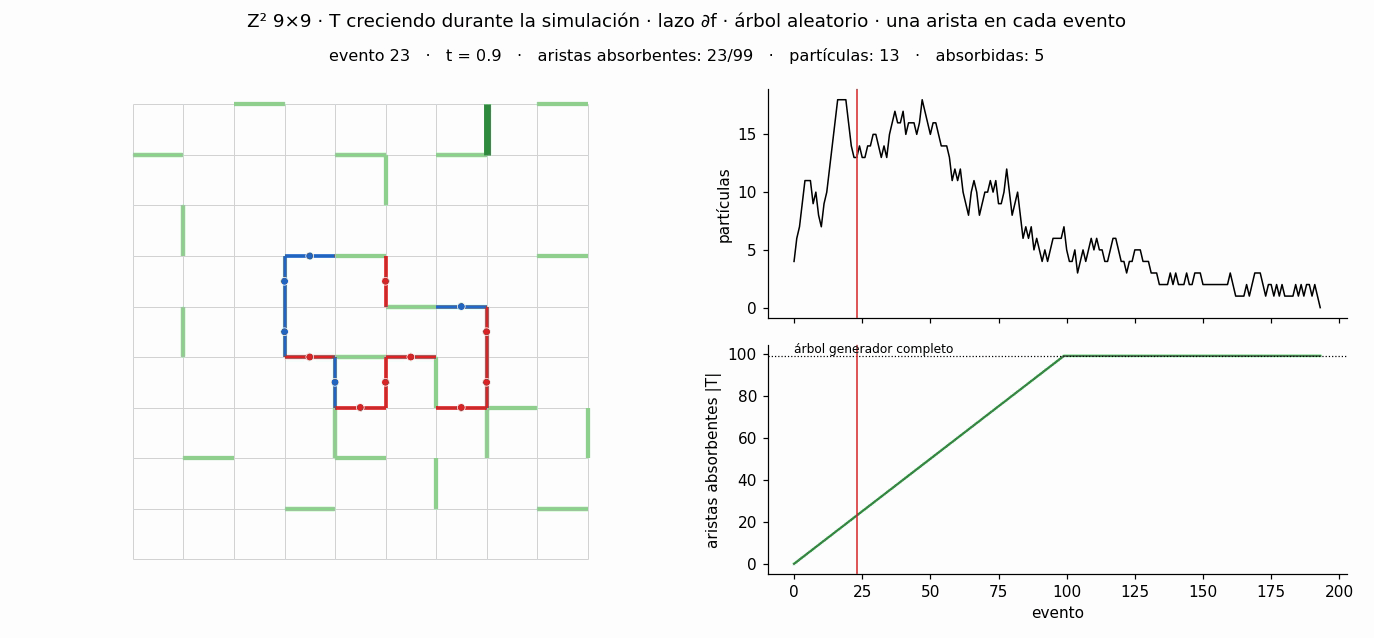 Z² 9×9 · T creciendo durante la simulación · lazo ∂f · árbol aleatorio · una arista en cada evento
evento 23 · t = 0.9 · aristas absorbentes: 23/99 · partículas: 13 · absorbidas: 5
partículas
15
10
5
0
árbol generador completo
aristas absorbentes |T|
100
80
60
40
20
0
0 25 50 75 100 125 150 175 200
evento